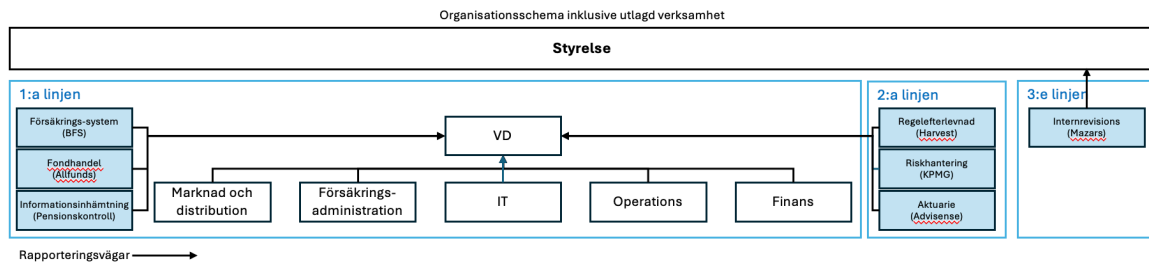 Organisationsschema inklusive utlagd verksamhet
Styrelse
1:a linjen
Försäkrings-system
(BFS)
Fondhandel
(Allfunds)
Informationsinhämtning
(Pensionskontroll)
VD
Marknad och
distribution
Försäkrings-
administration
IT
Operations
Finans
2:a linjen
Regelefterlevnad
(Harvest)
Riskhantering
(KPMG)
Aktuarie
(Advisense)
3:e linjen
Internrevisions
(Mazars)
Rapporteringsvägar